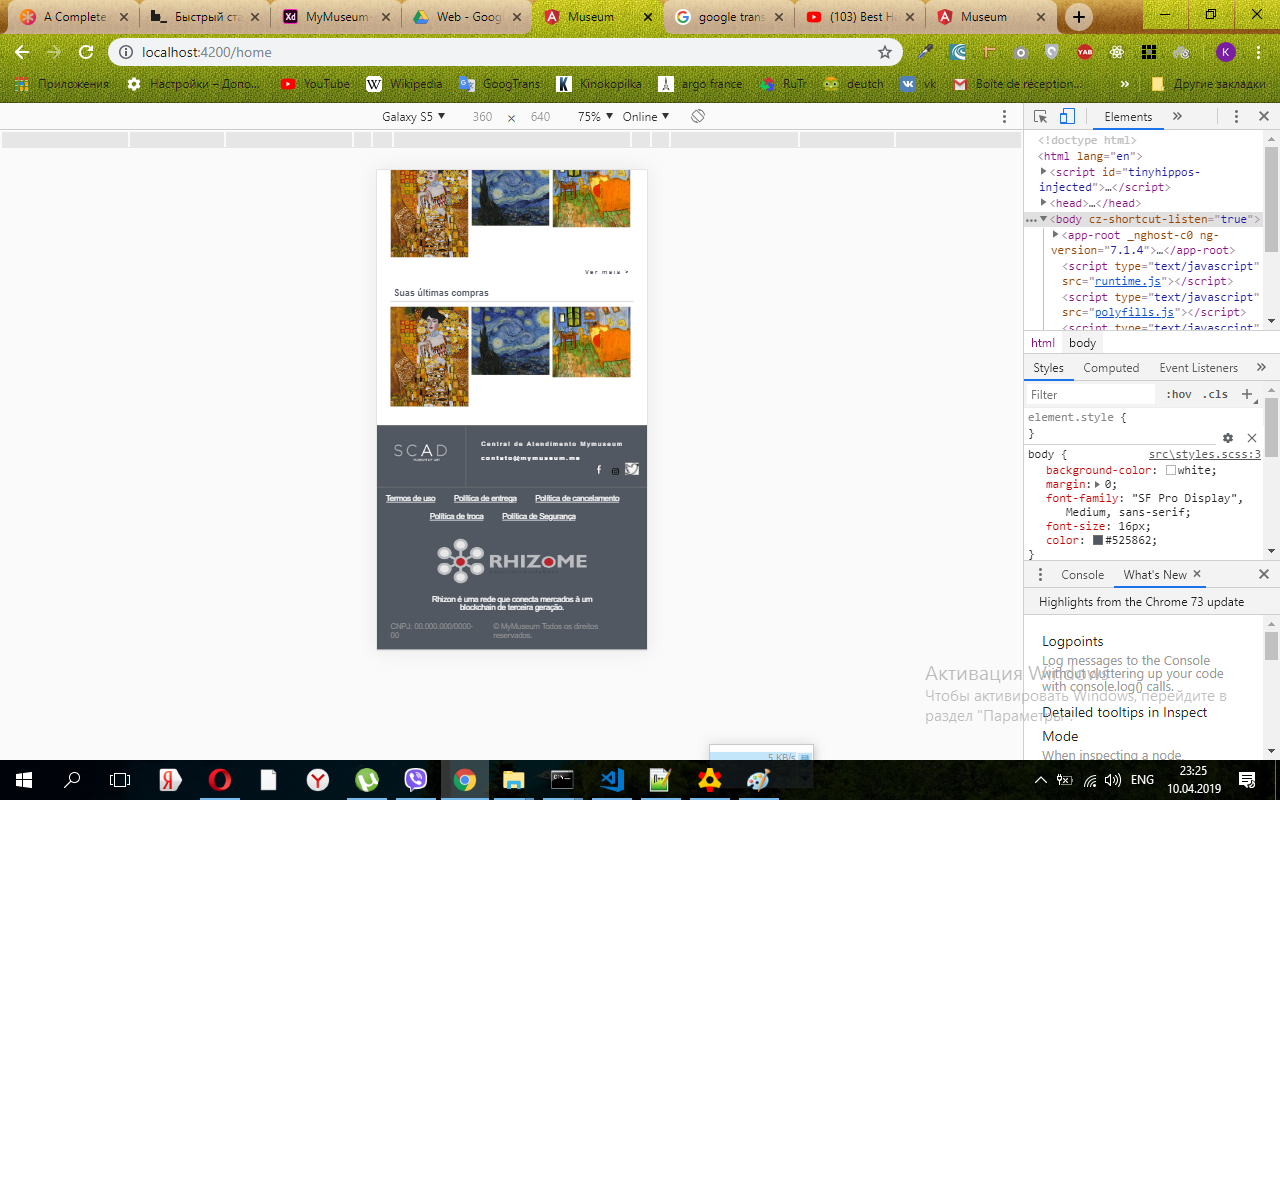 A Complete
Быстрый ста
MyMuseum
Web - Goog
Museum
google trans
(103) Best H
Museum
localhost:4200/home
K
Приложения
Настройки – Допо...
YouTube
Wikipedia
GoogTrans
Kinokopilka
argo france
RuTr
deutch
vk
Boîte de réception...
»
Другие закладки
Galaxy S5 ▼ 360 × 640 75% ▼ Online ▼
Elements »
<!doctype html>
<html lang="en">
▶<script id="tinyhippos-
injected">…</script>
▶<head>…</head>
… ▼<body cz-shortcut-listen="true">
▶<app-root _nghost-c0 ng-
version="7.1.4">…</app-root>
<script type="text/javascript"
src="runtime.js"></script>
<script type="text/javascript"
src="polyfills.js"></script>
<script type="text/javascript"
html body
Styles Computed Event Listeners »
Filter :hov .cls +
element.style {
}
body { src\styles.scss:3
background-color: white;
margin:▶ 0;
font-family: "SF Pro Display",
Medium, sans-serif;
font-size: 16px;
color: #525862;
}
Console What's New ×
Highlights from the Chrome 73 update
Logpoints
Log messages to the Console
without cluttering up your code
with console.log() calls.
Detailed tooltips in Inspect
Mode
When inspecting a node,
Ver mais >
Suas últimas compras
SCAD
Central de Atendimento Mymuseum
contato@mymuseum.me
Termos de uso Política de entrega Política de cancelamento
Política de troca Política de Segurança
RHIZOME
Rhizon é uma rede que conecta mercados à um
blockchain de terceira geração.
CNPJ: 00.000.000/0000-
00
© MyMuseum Todos os direitos
reservados.
Активация Windows
Чтобы активировать Windows, перейдите в
раздел "Параметры".
5 KB/s
ENG
23:25
10.04.2019